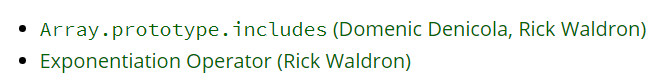 • Array.prototype.includes (Domenic Denicola, Rick Waldron)
• Exponentiation Operator (Rick Waldron)